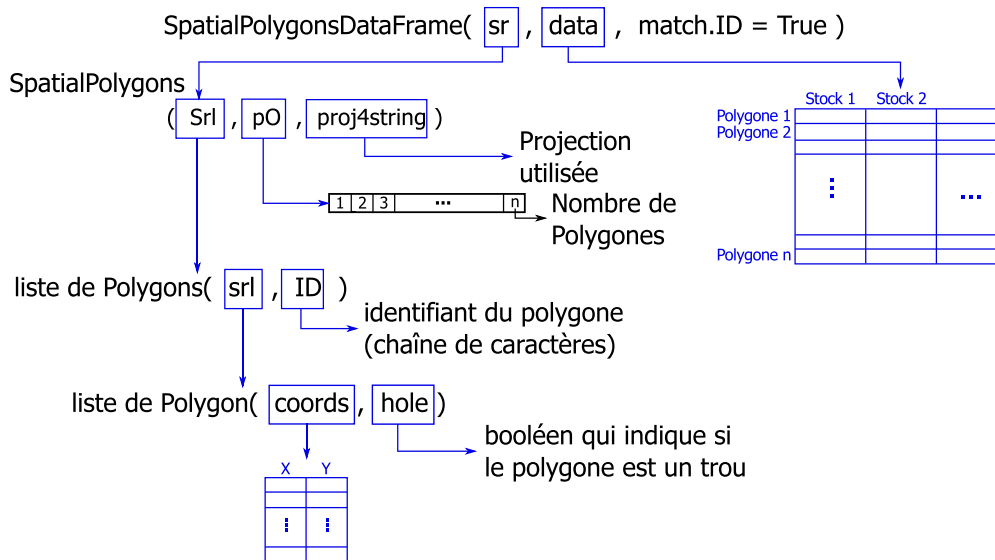 SpatialPolygonsDataFrame( sr , data , match.ID = True )
SpatialPolygons
( Srl , pO , proj4string )
Stock 1 Stock 2
Polygone 1
Polygone 2
⋮
...
Polygone n
Projection
utilisée
1 2 3 ... n
Nombre de
Polygones
liste de Polygons( srl , ID )
identifiant du polygone
(chaîne de caractères)
liste de Polygon( coords , hole )
booléen qui indique si
le polygone est un trou
X Y
⋮ ⋮